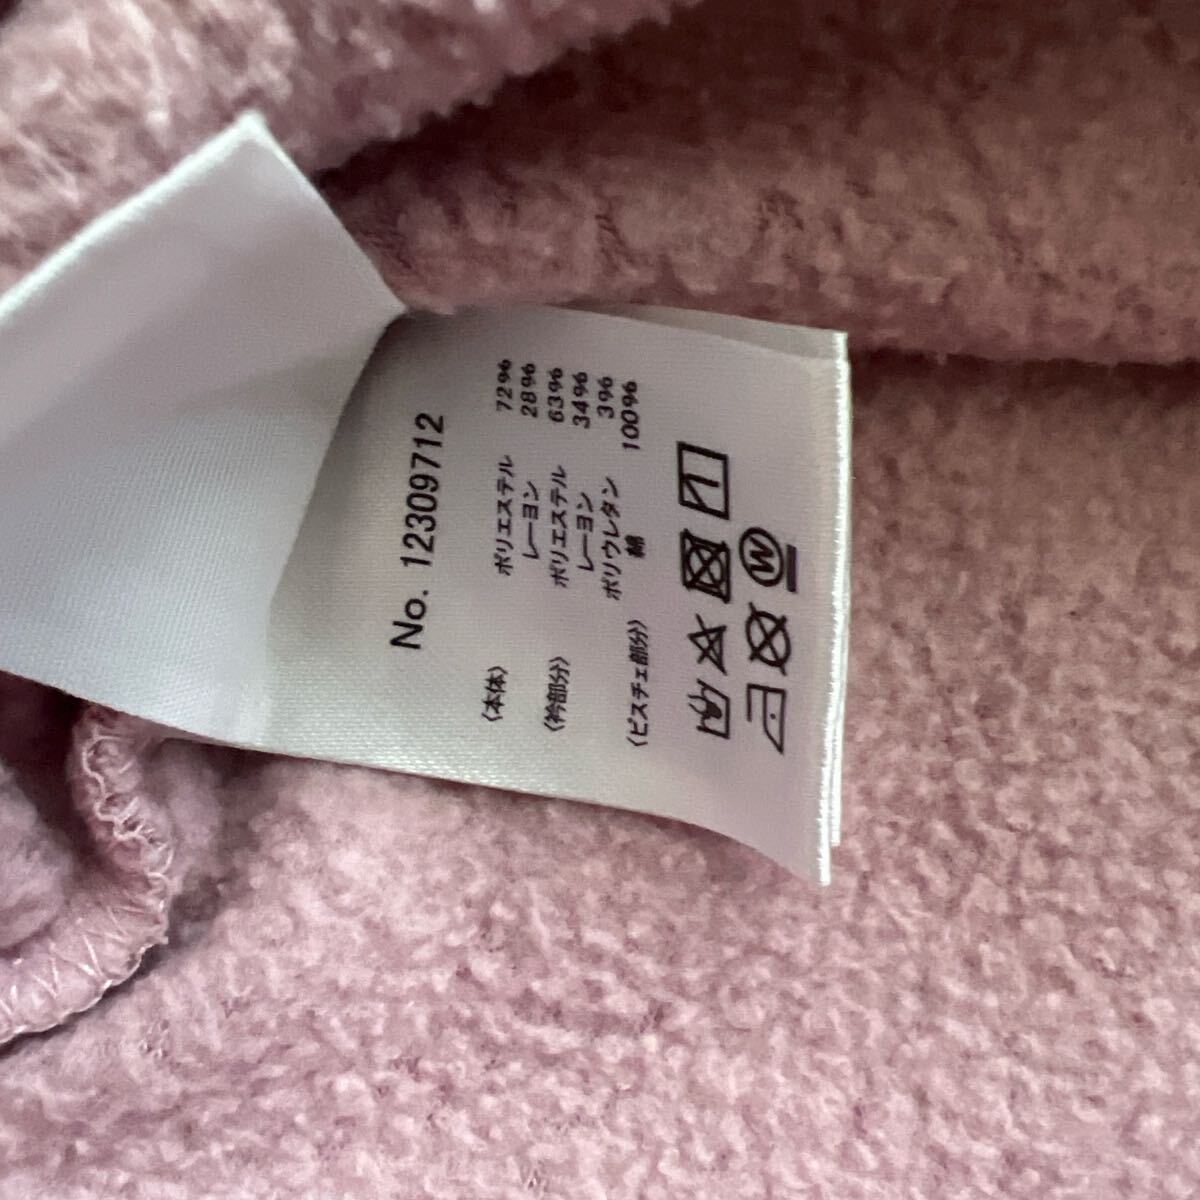 No. 12309712
〈本体〉 ポリエステル 72%
レーヨン 28%
〈衿部分〉 ポリエステル 63%
レーヨン 34%
ポリウレタン 3%
〈ビスチェ部分〉 綿 100%
W